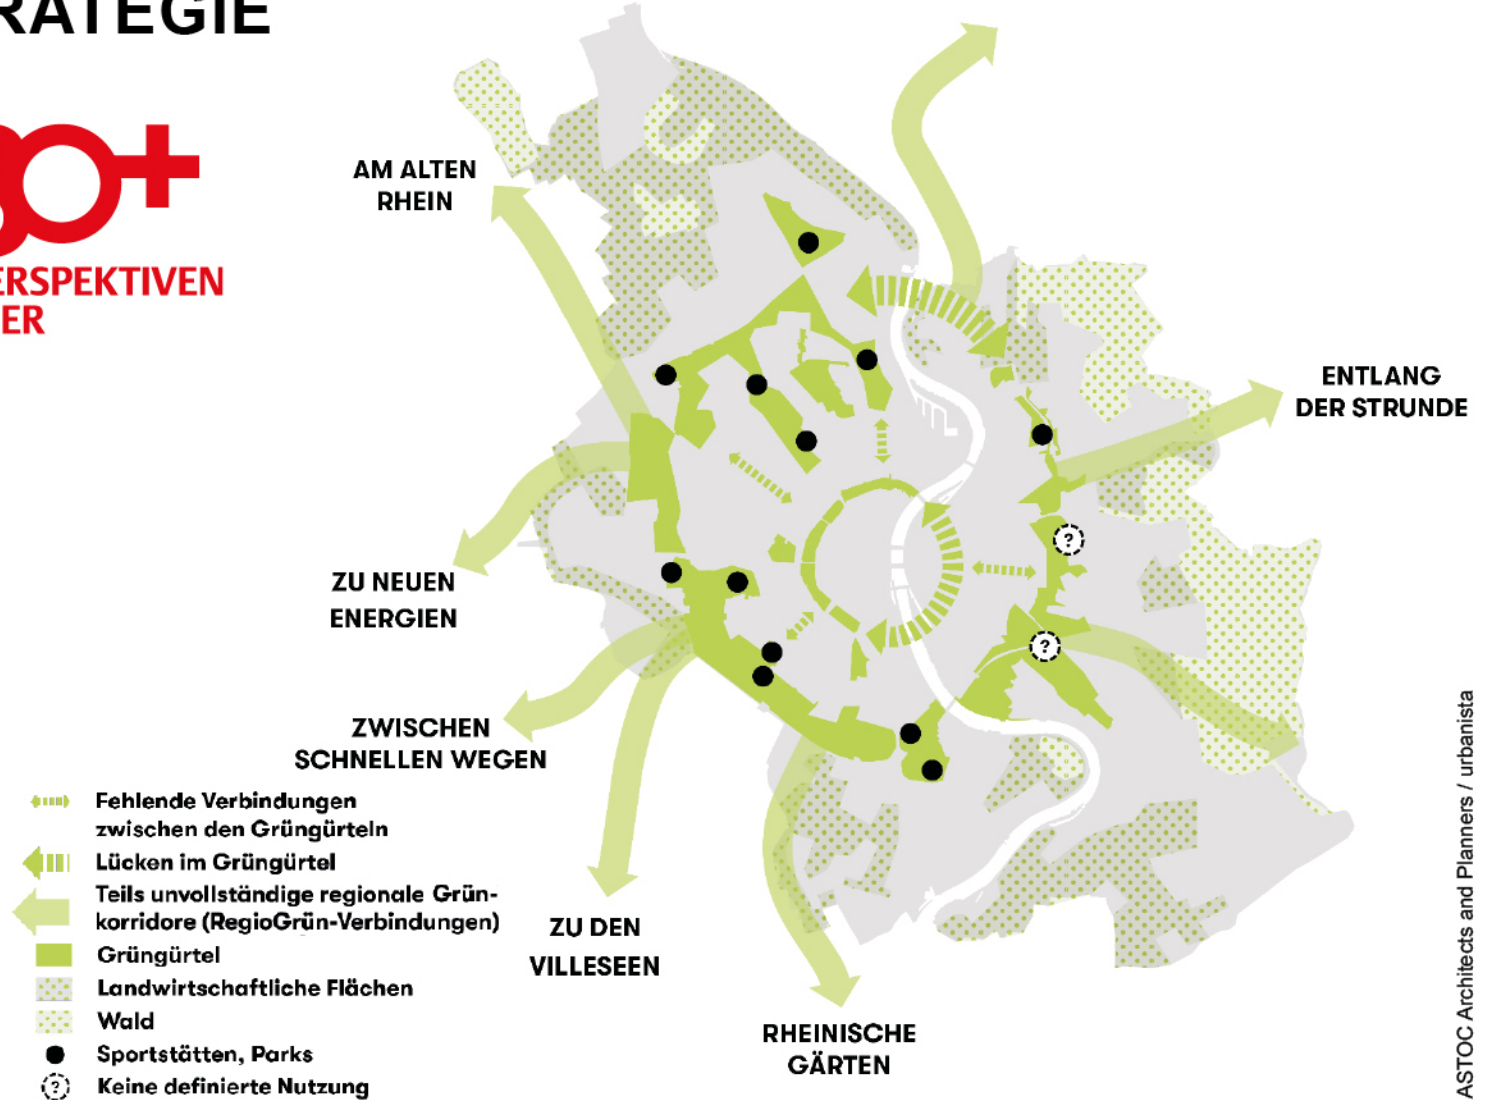 RATEGIE
ERSPEKTIVEN
ER
AM ALTEN
RHEIN
ENTLANG
DER STRUNDE
ZU NEUEN
ENERGIEN
ZWISCHEN
SCHNELLEN WEGEN
ZU DEN
VILLESEEN
RHEINISCHE
GÄRTEN
?
?
Fehlende Verbindungen
zwischen den Grüngürteln
Lücken im Grüngürtel
Teils unvollständige regionale Grün-
korridore (RegioGrün-Verbindungen)
Grüngürtel
Landwirtschaftliche Flächen
Wald
Sportstätten, Parks
? Keine definierte Nutzung
ASTOC Architects and Planners / urbanista